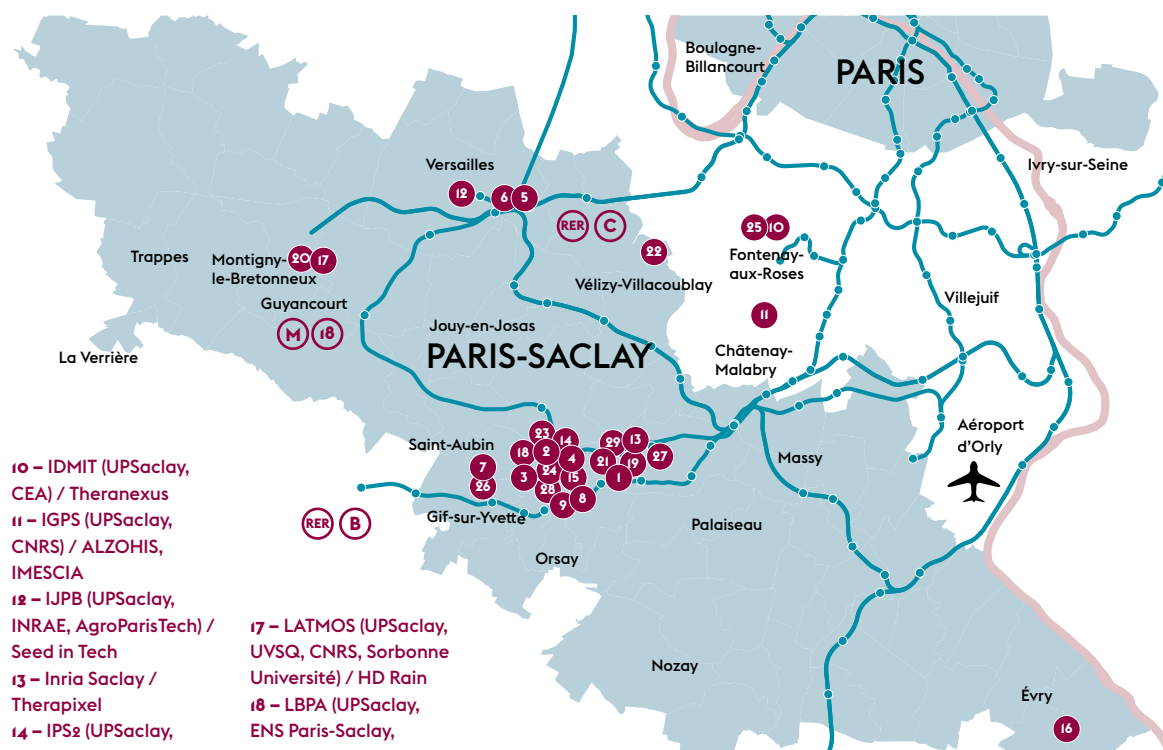 Boulogne-
Billancourt
PARIS
Ivry-sur-Seine
Versailles
12
6
5
RER
C
25
10
22
Fontenay-
aux-Roses
Trappes
Montigny-
le-Bretonneux
20
17
Vélizy-Villacoublay
Villejuif
Guyancourt
M
18
11
Jouy-en-Josas
PARIS-SACLAY
La Verrière
Châtenay-
Malabry
Aéroport
d'Orly
Saint-Aubin
23
14
29
13
18
2
4
21
19
27
7
26
3
24
15
1
28
9
8
Massy
RER
B
Gif-sur-Yvette
Palaiseau
Orsay
Nozay
Évry
16
10 – IDMIT (UPSaclay,
CEA) / Theranexus
11 – IGPS (UPSaclay,
CNRS) / ALZOHIS,
IMESCIA
12 – IJPB (UPSaclay,
INRAE, AgroParisTech) /
Seed in Tech
13 – Inria Saclay /
Therapixel
14 – IPS2 (UPSaclay,
17 – LATMOS (UPSaclay,
UVSQ, CNRS, Sorbonne
Université) / HD Rain
18 – LBPA (UPSaclay,
ENS Paris-Saclay,